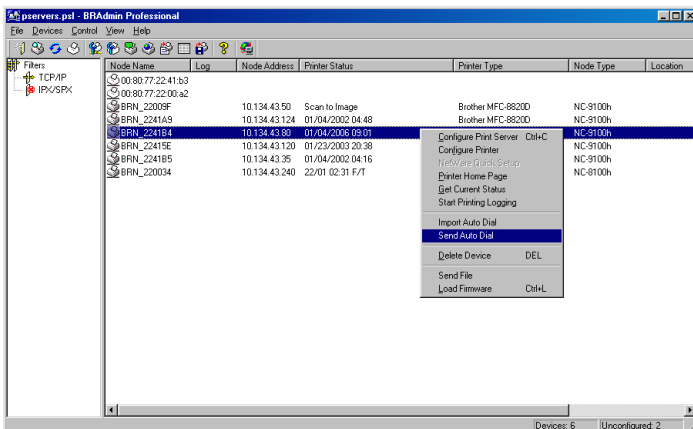 pservers.psl - BRAdmin Professional
File Devices Control View Help
Filters
TCP/IP
IPX/SPX
Node Name Log Node Address Printer Status Printer Type Node Type Location
00:80:77:22:41:b3
00:80:77:22:00:a2
BRN_22009F 10.134.43.50 Scan to Image Brother MFC-8820D NC-9100h
BRN_2241A9 10.134.43.124 01/04/2002 04:48 Brother MFC-8820D NC-9100h
BRN_2241B4 10.134.43.80 01/04/2006 09:01 NC-9100h
BRN_22415E 10.134.43.120 01/23/2003 20:38 NC-9100h
BRN_2241B5 10.134.43.35 01/04/2002 04:16 NC-9100h
BRN_220034 10.134.43.240 22/01 02:31 F/T NC-8100h
Configure Print Server Ctrl+C
Configure Printer
NetWare Quick Setup
Printer Home Page
Get Current Status
Start Printing Logging
Import Auto Dial
Send Auto Dial
Delete Device DEL
Send File
Load Firmware Ctrl+L
Devices: 6 Unconfigured: 2